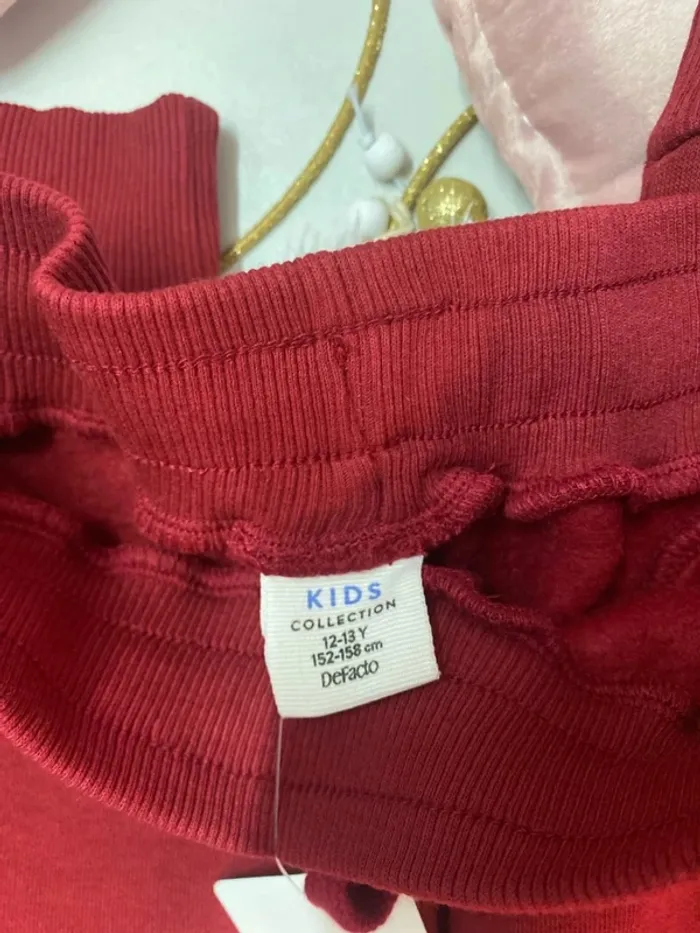 KIDS
COLLECTION
12-13 Y
152-158 cm
DeFacto